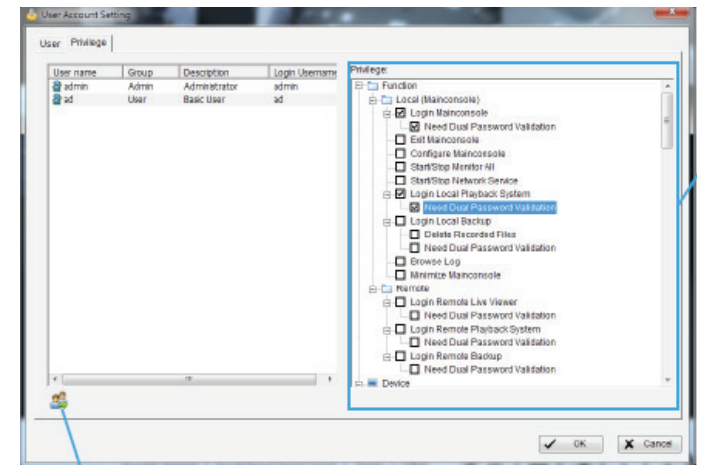 User Account Setting
User Privilege
User name Group Description Login Username
admin Admin Administrator admin
ad User Basic User ad
Privilege:
Function
Local (Mainconsole)
Login Mainconsole
Need Dual Password Validation
Exit Mainconsole
Configure Mainconsole
Start/Stop Monitor All
Start/Stop Network Service
Login Local Playback System
Need Dual Password Validation
Login Local Backup
Delete Recorded Files
Need Dual Password Validation
Browse Log
Minimize Mainconsole
Remote
Login Remote Live Viewer
Need Dual Password Validation
Login Remote Playback System
Need Dual Password Validation
Login Remote Backup
Need Dual Password Validation
Device
OK Cancel